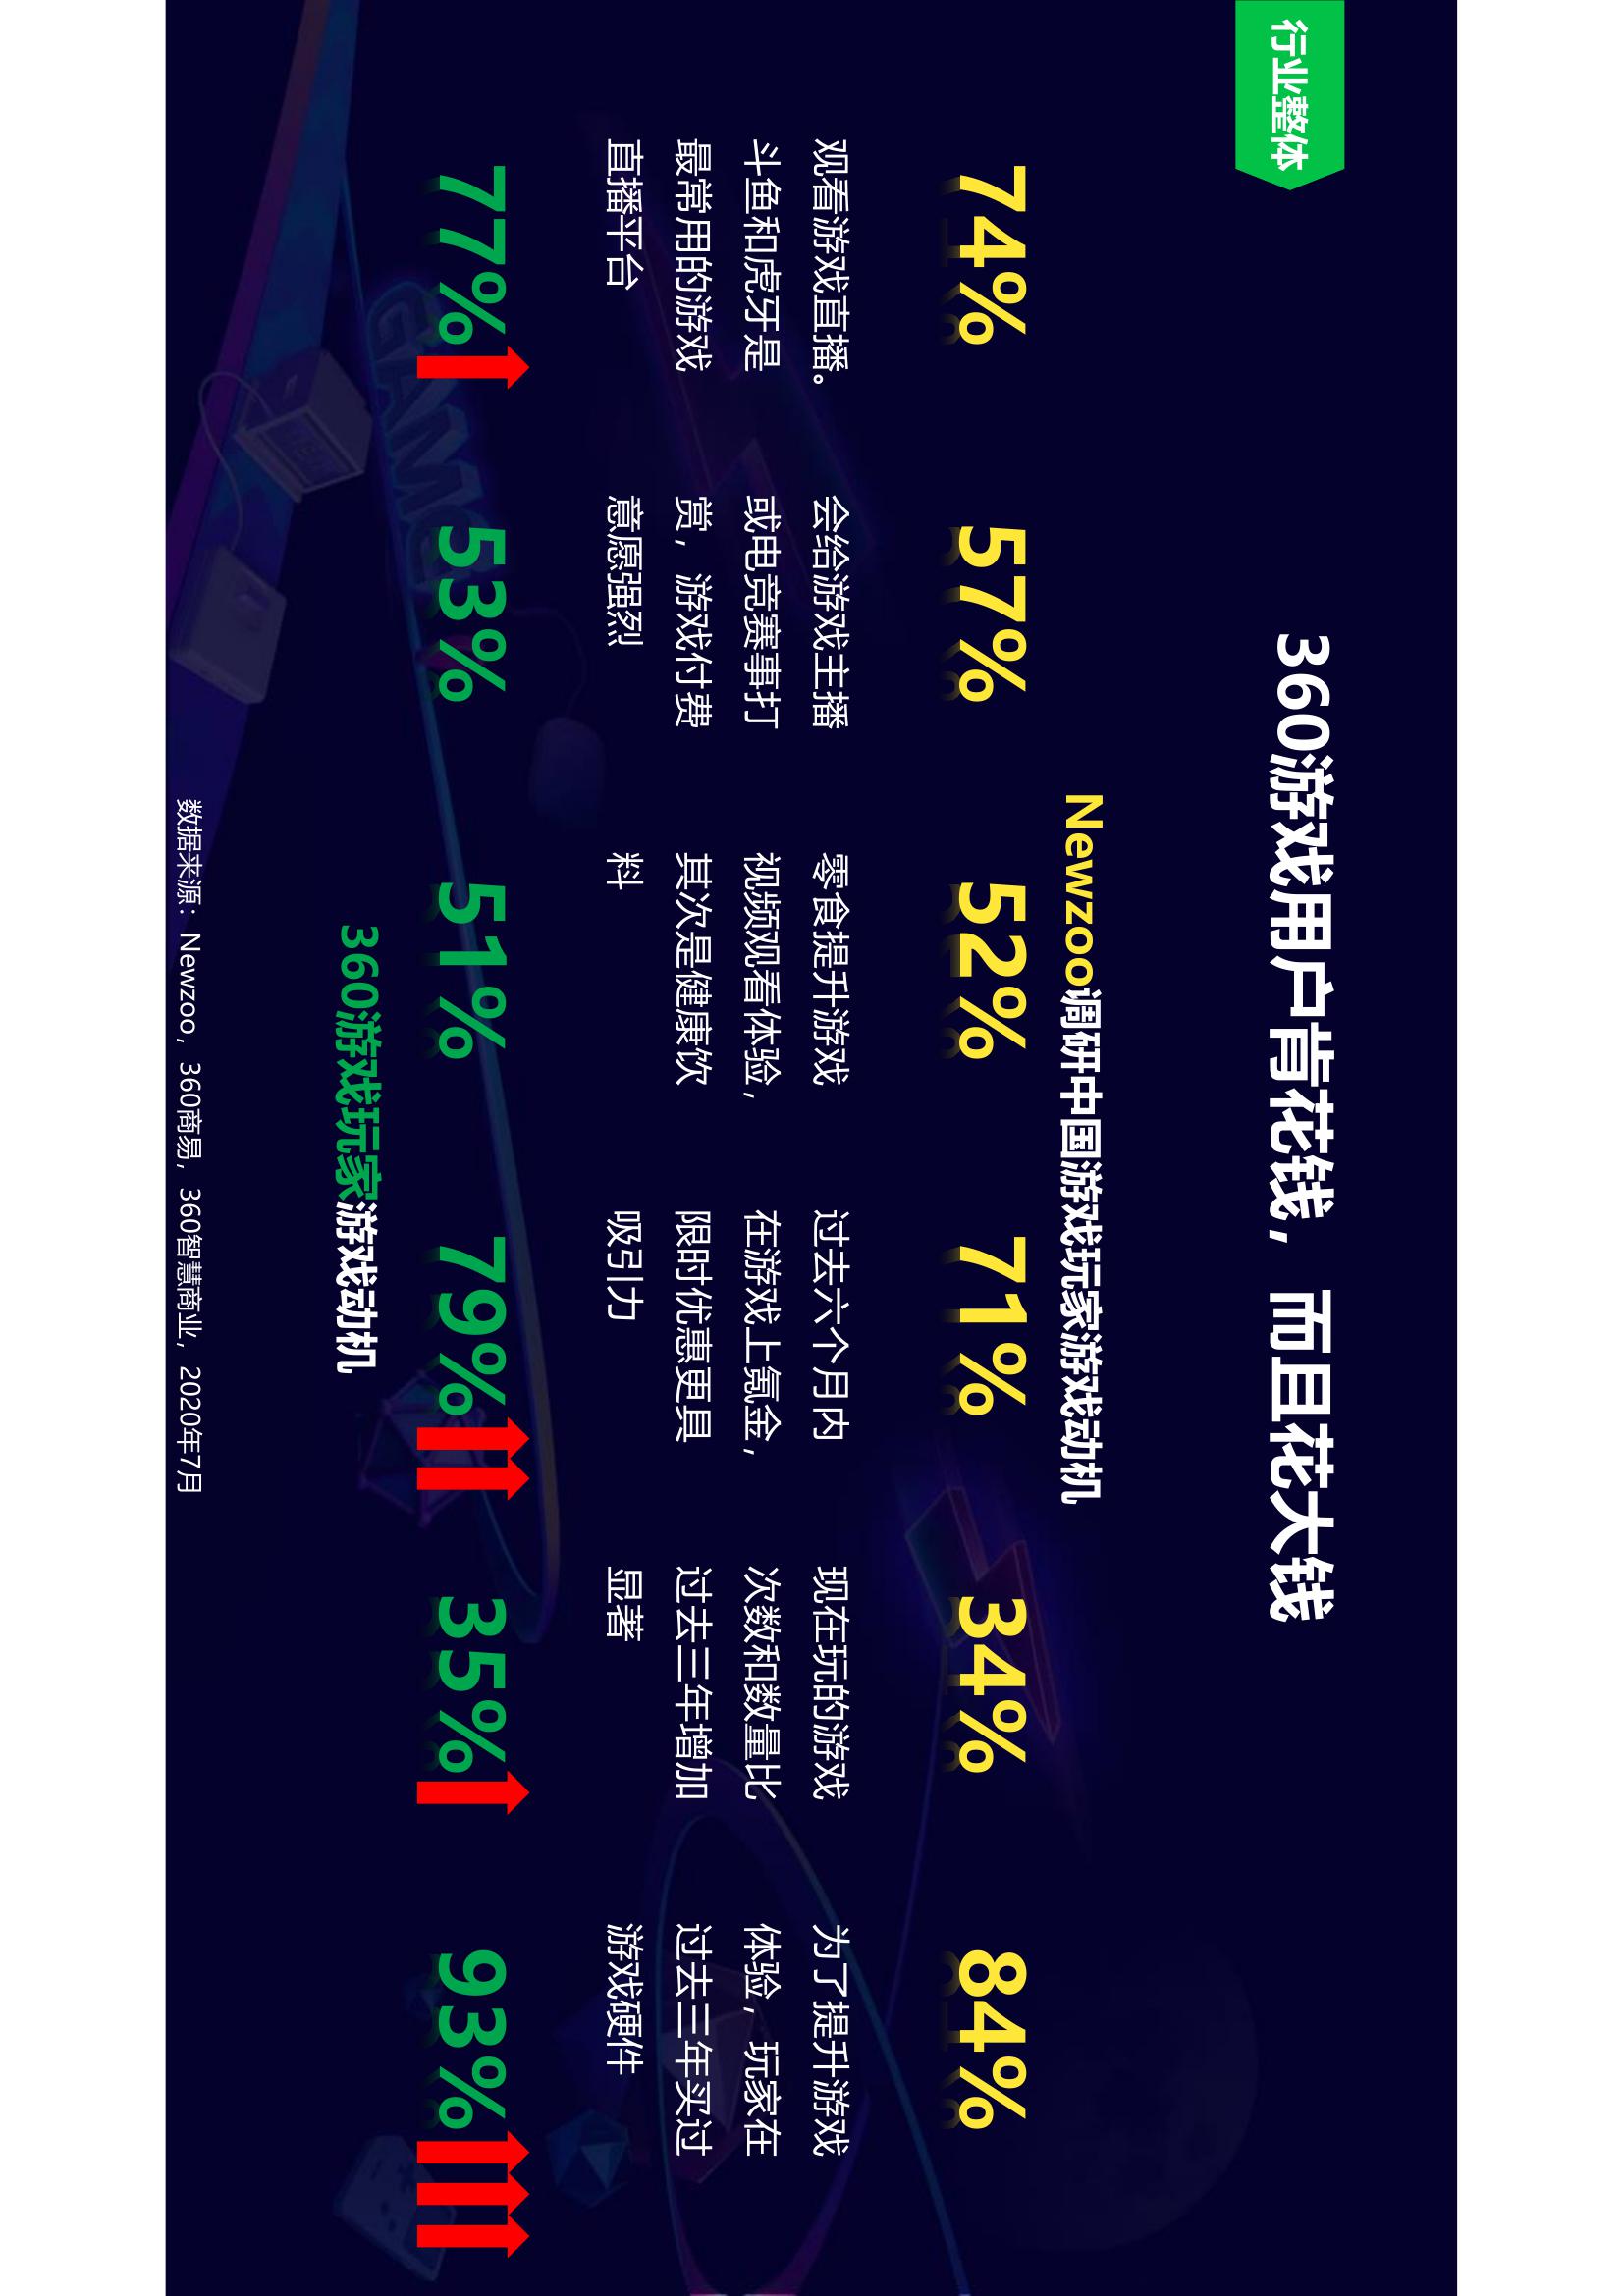 行业整体
360游戏用户肯花钱，而且花大钱
Newzoo调研中国游戏玩家游戏动机
74%
57%
52%
71%
34%
84%
观看游戏直播。
斗鱼和虎牙是
最常用的游戏
直播平台
会给游戏主播
或电竞赛事打
赏，游戏付费
意愿强烈
零食提升游戏
视频观看体验，
其次是健康饮
料
过去六个月内
在游戏上氪金，
限时优惠更具
吸引力
现在玩的游戏
次数和数量比
过去三年增加
显著
为了提升游戏
体验，玩家在
过去三年买过
游戏硬件
77%
53%
51%
79%
35%
93%
360游戏玩家游戏动机
数据来源：Newzoo，360商易，360智慧商业，2020年7月